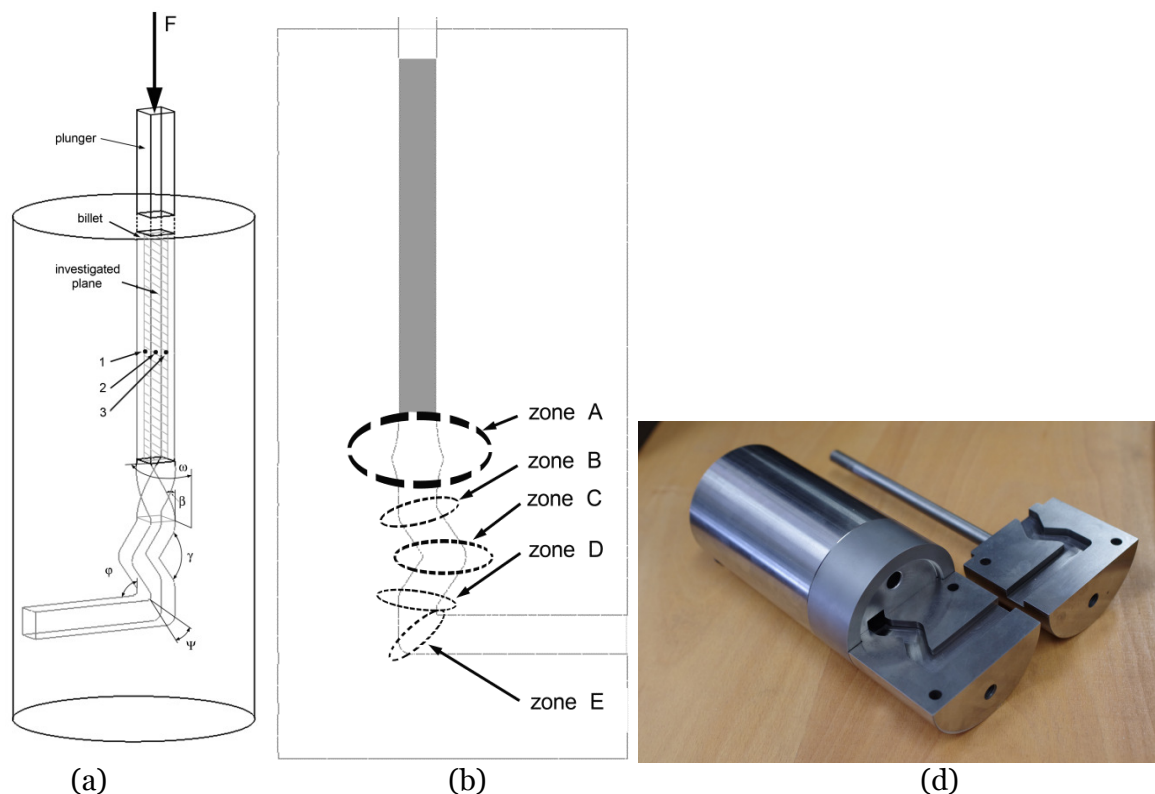 F
plunger
billet
investigated
plane
1
2
3
ω
β
γ
φ
Ψ
zone A
zone B
zone C
zone D
zone E
(a)
(b)
(d)